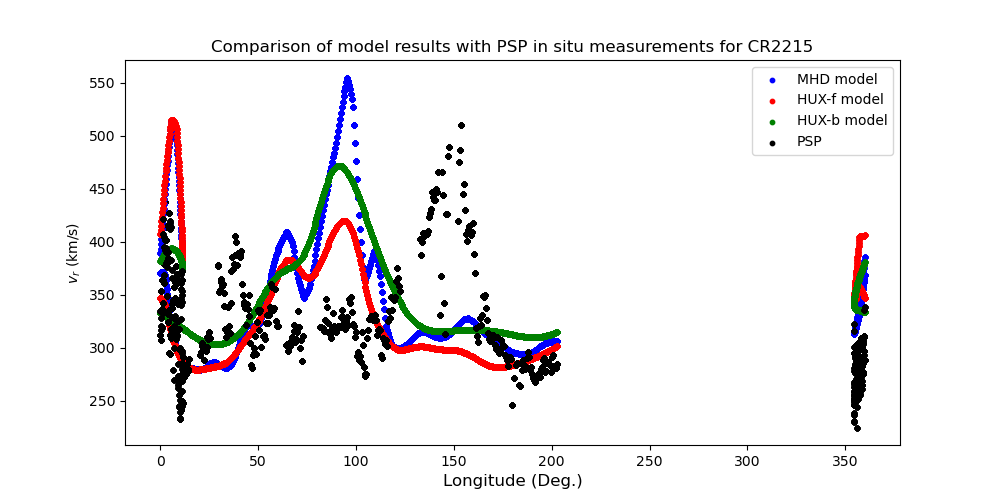 Comparison of model results with PSP in situ measurements for CR2215
MHD model
HUX-f model
HUX-b model
PSP
550
500
450
400
350
300
250
v_r (km/s)
0 50 100 150 200 250 300 350
Longitude (Deg.)